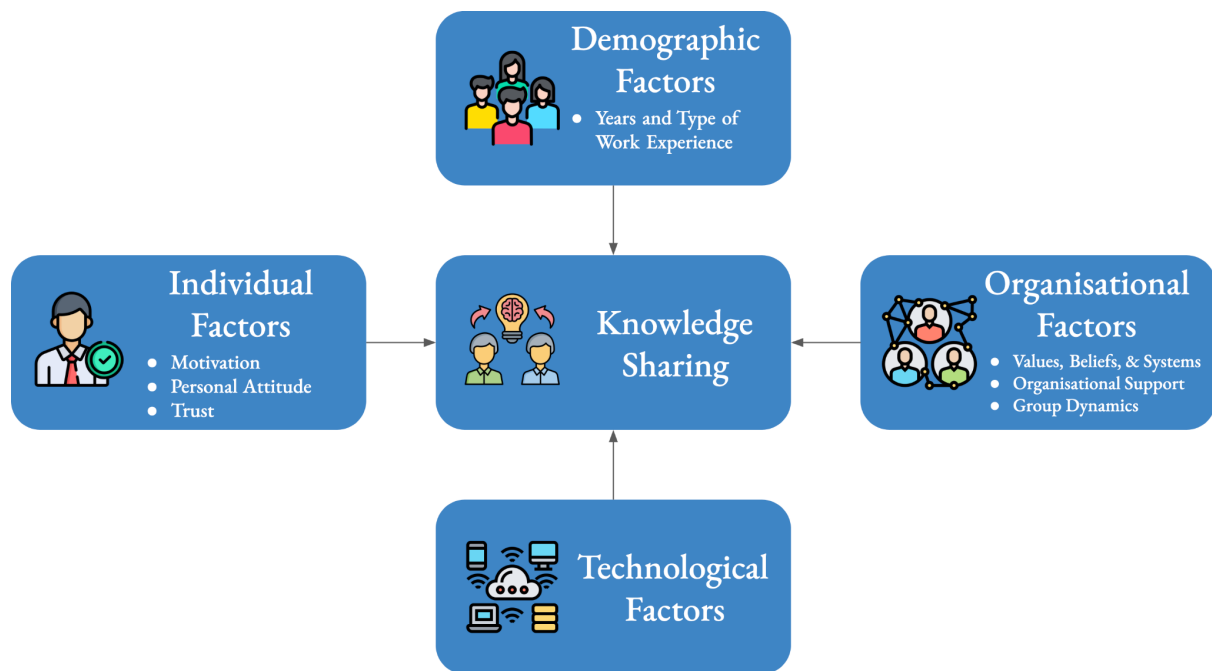 Demographic
Factors
● Years and Type of
Work Experience
Individual
Factors
● Motivation
● Personal Attitude
● Trust
Knowledge
Sharing
Organisational
Factors
● Values, Beliefs, & Systems
● Organisational Support
● Group Dynamics
Technological
Factors